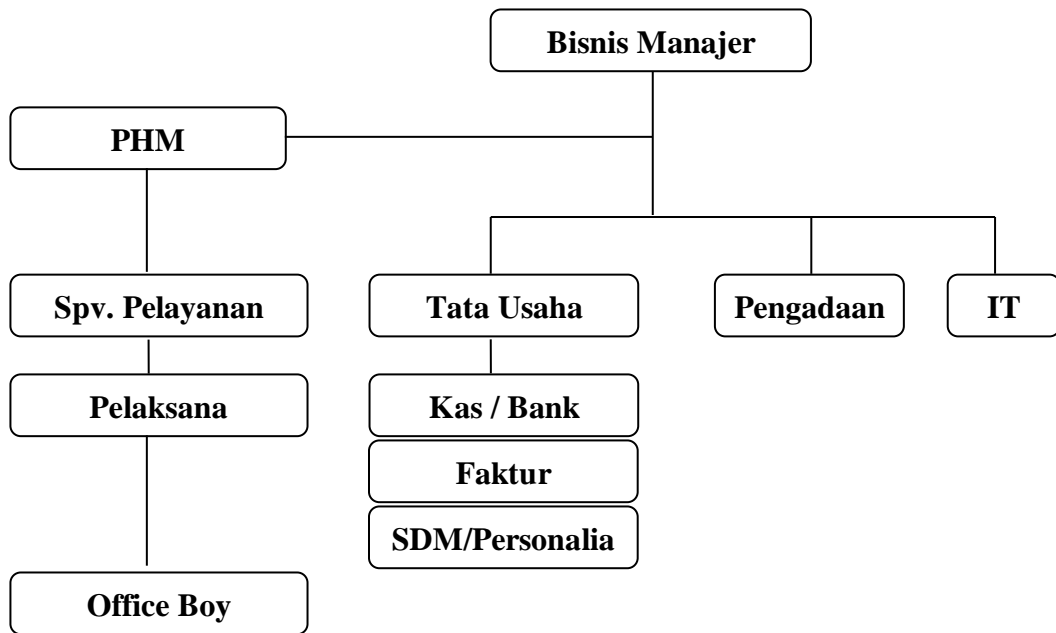 Bisnis Manajer
PHM
Spv. Pelayanan
Tata Usaha
Pengadaan
IT
Pelaksana
Kas / Bank
Faktur
SDM/Personalia
Office Boy